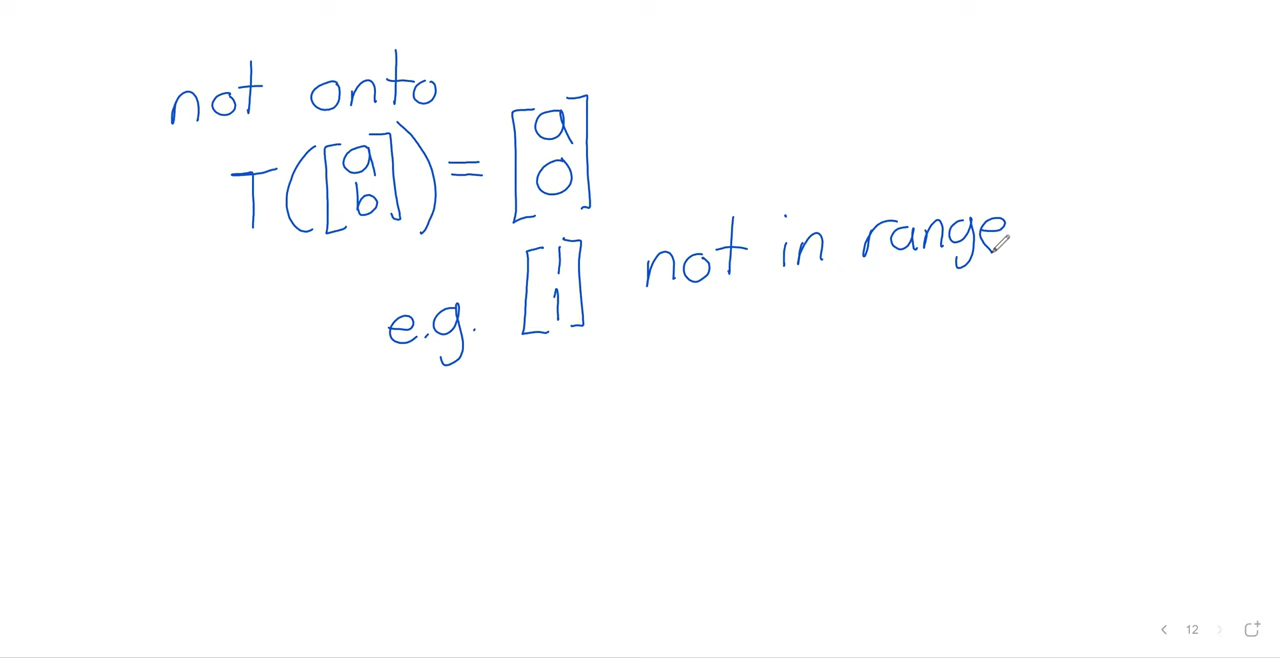 not onto
T([a b]) = [a 0]
e.g. [1 1] not in range
12